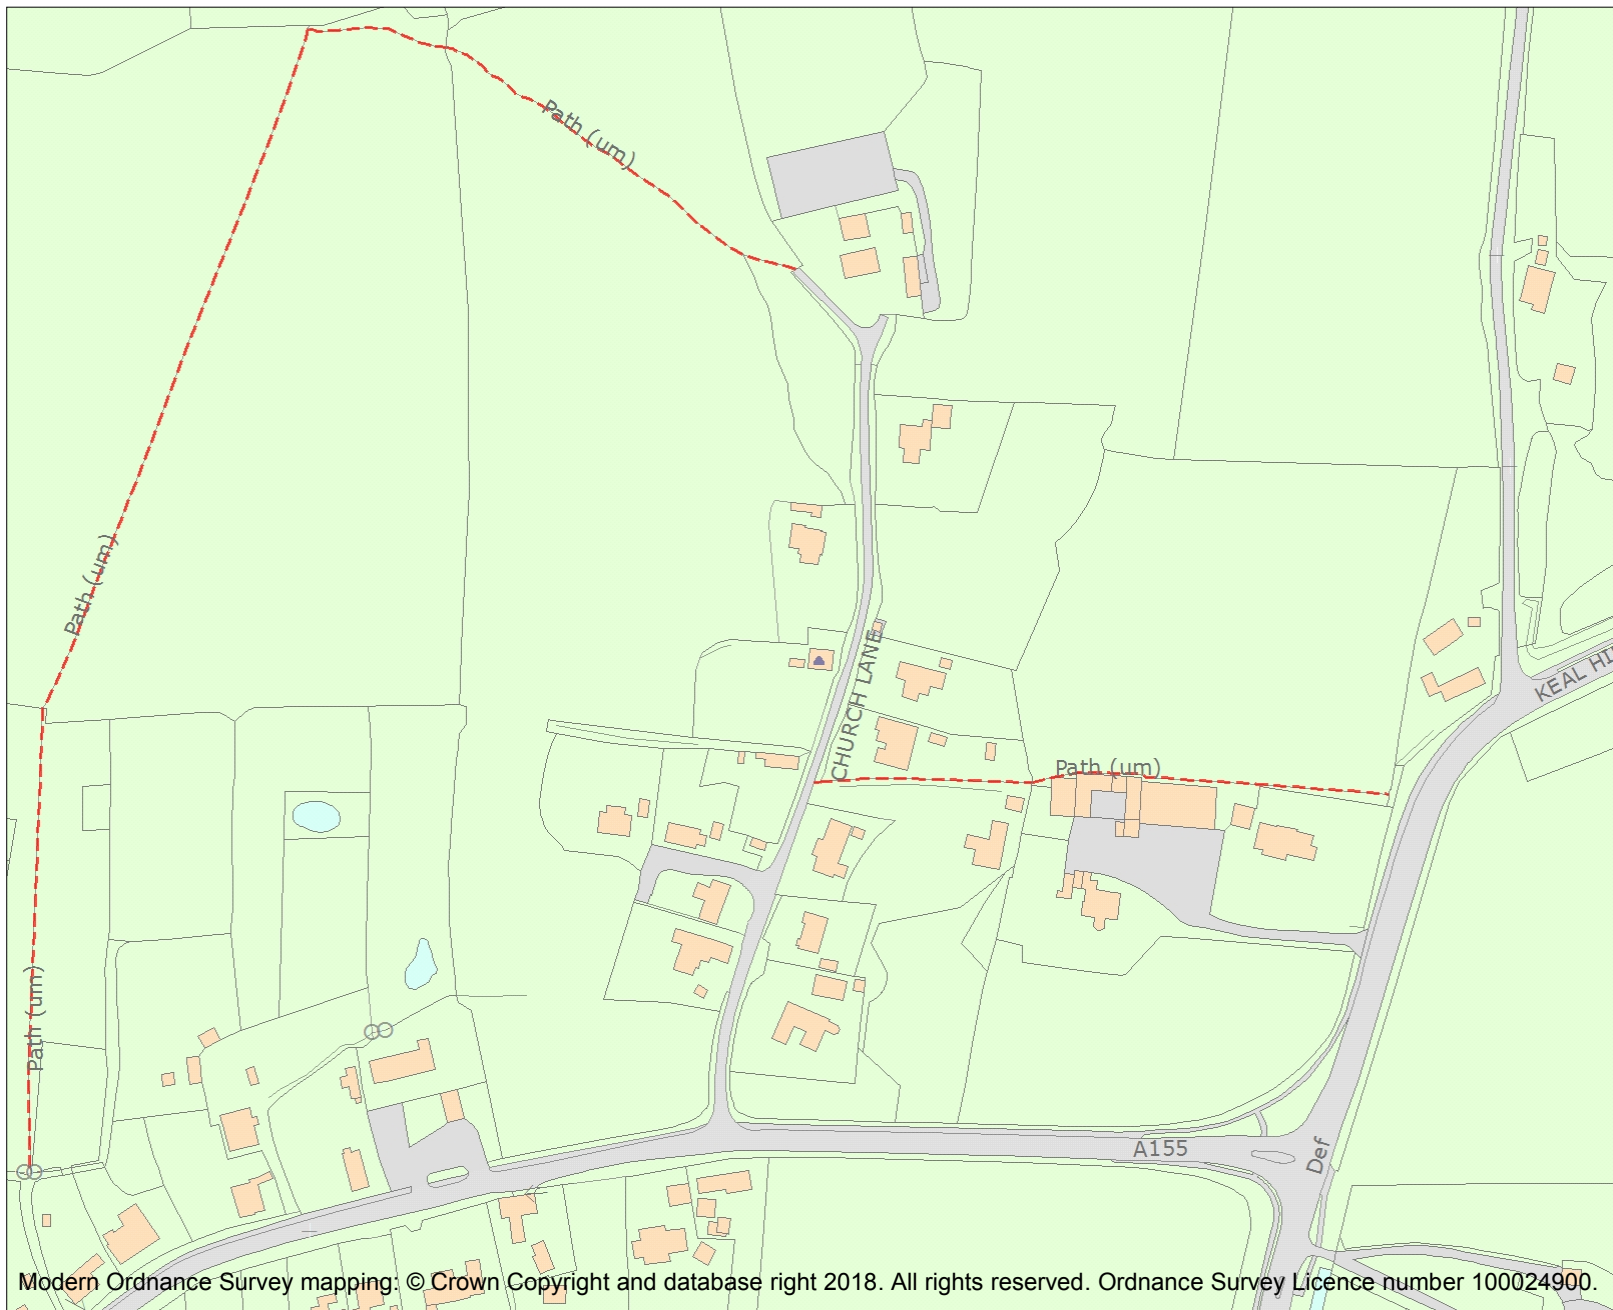 Path (um)
Path (um)
CHURCH LANE
KEAL HI
Path (um)
Path (um)
A155
Def
Modern Ordnance Survey mapping: © Crown Copyright and database right 2018. All rights reserved. Ordnance Survey Licence number 100024900.